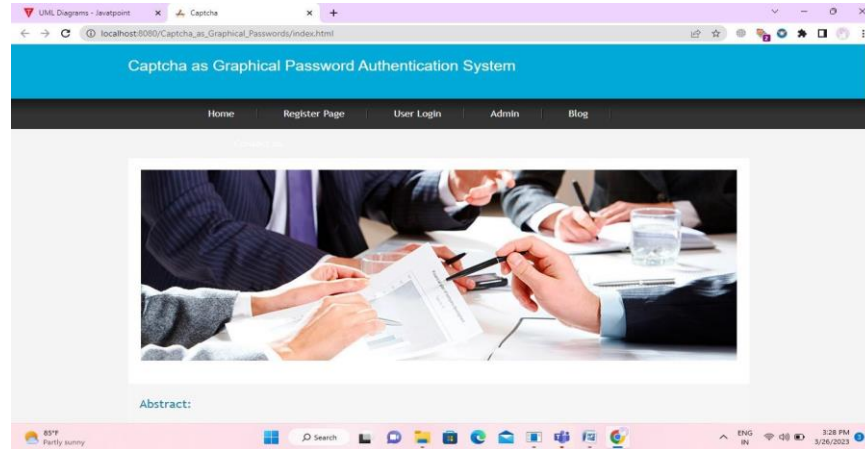 UML Diagrams - Javatpoint Captcha
localhost:8080/Captcha_as_Graphical_Passwords/index.html
Captcha as Graphical Password Authentication System
Home Register Page User Login Admin Blog
Abstract:
85°F
Partly sunny
Search
ENG
IN
3:28 PM
3/26/2023